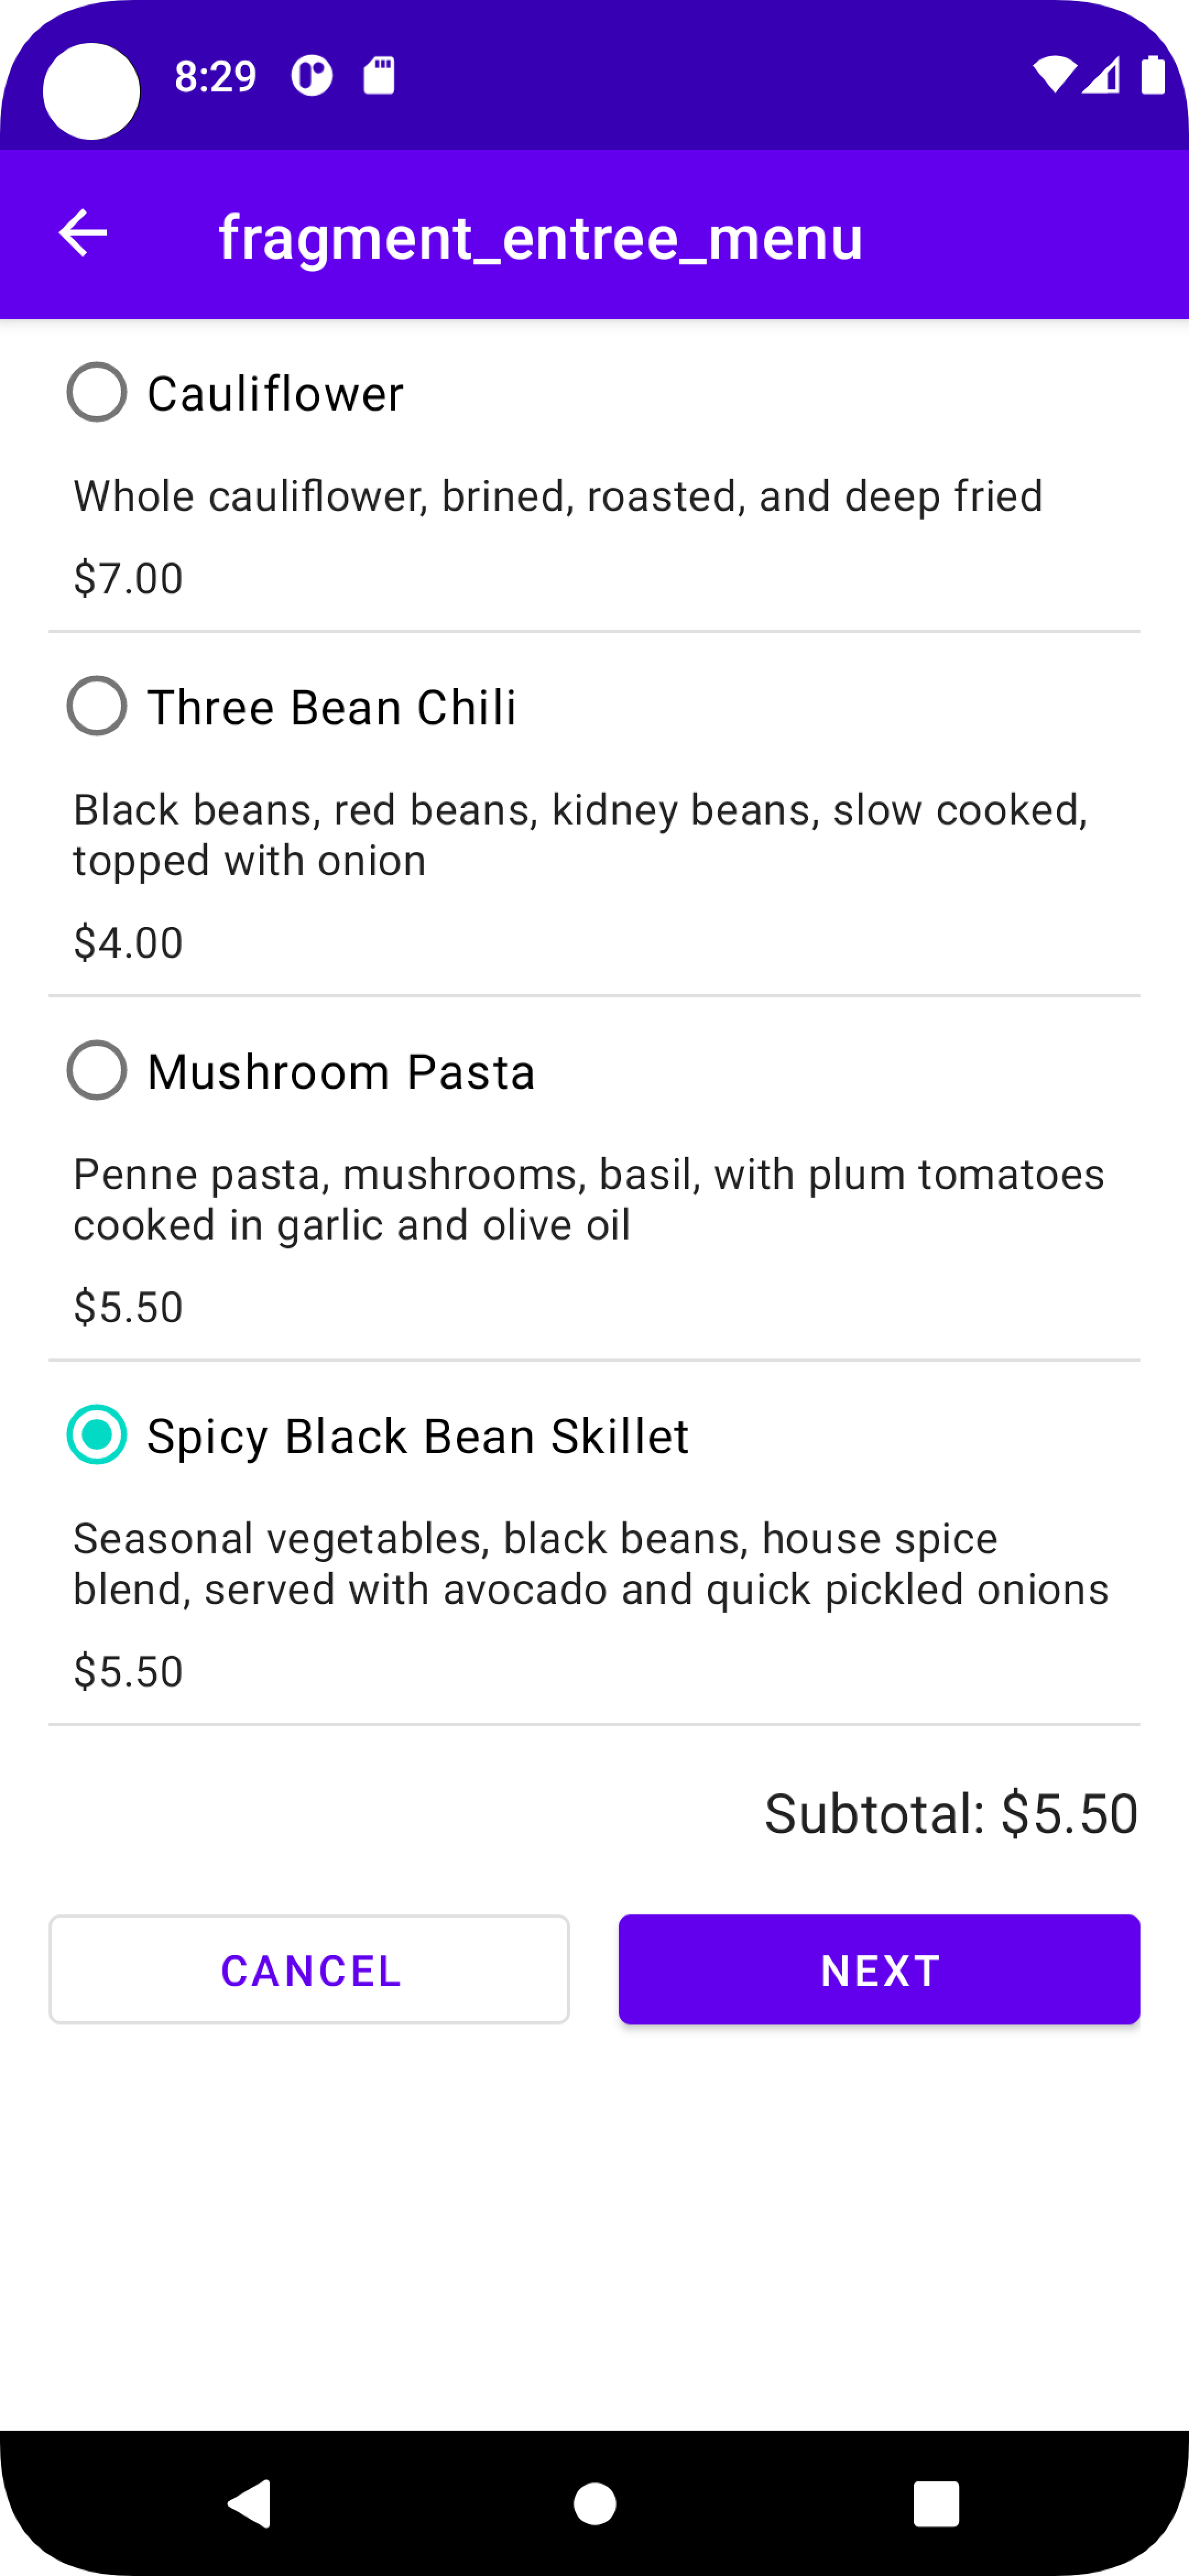 8:29
fragment_entree_menu
Cauliflower
Whole cauliflower, brined, roasted, and deep fried
$7.00
Three Bean Chili
Black beans, red beans, kidney beans, slow cooked,
topped with onion
$4.00
Mushroom Pasta
Penne pasta, mushrooms, basil, with plum tomatoes
cooked in garlic and olive oil
$5.50
Spicy Black Bean Skillet
Seasonal vegetables, black beans, house spice
blend, served with avocado and quick pickled onions
$5.50
Subtotal: $5.50
CANCEL
NEXT